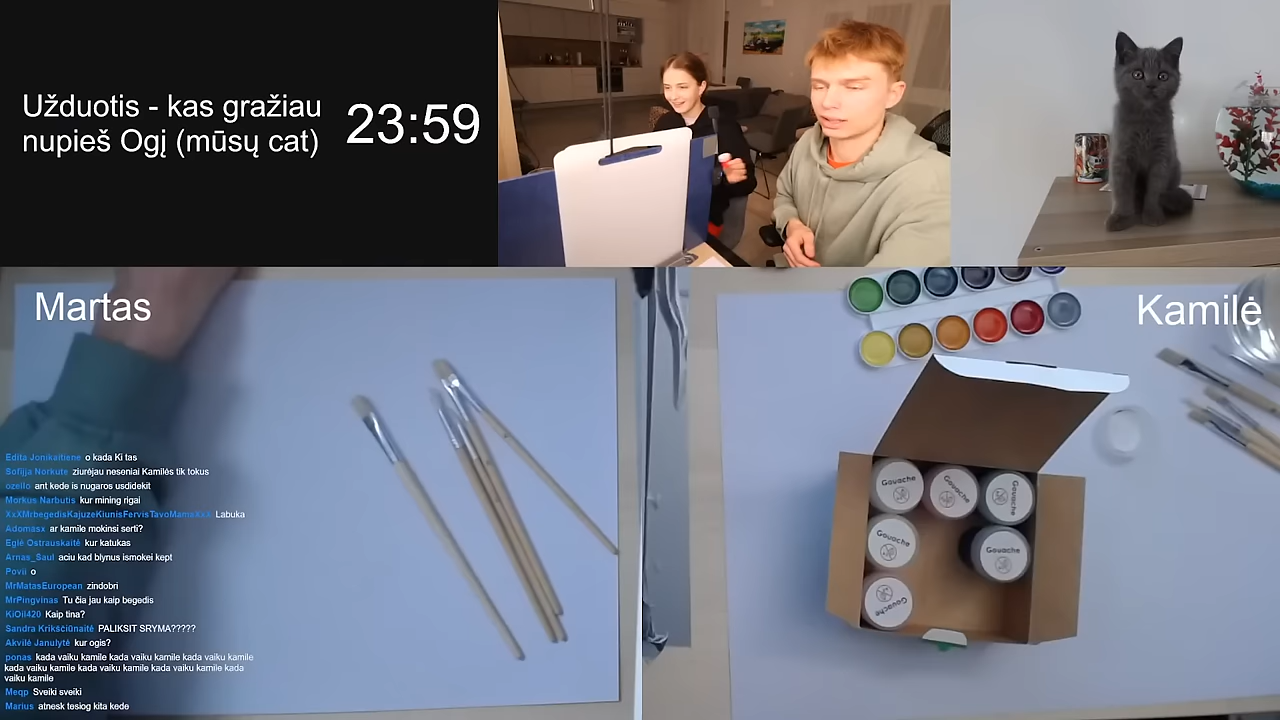 Užduotis - kas gražiau
nupieš Ogį (mūsų cat)
23:59
Martas
Kamilė
Edita Jonikaitiene o kada Ki tas
Sofija Norkute ziurėjau neseniai Kamilės tik tokus
ozello ant kede is nugaros usdidekit
Morkus Narbutis kur mining rigai
XxXMrbegedisKajuzeKiunisFervisTavoMamaXxX Labuka
Adomasx ar kamile mokinsi serti?
Eglė Ostrauskaitė kur katukas
Arnas_Saul aciu kad blynus ismokei kept
Povii o
MrMatasEuropean zindobri
MrPingvinas Tu čia jau kaip begedis
KiOil420 Kaip tina?
Sandra Krikščiūnaitė PALIKSIT SRYMA?????
Akvilė Janulytė kur ogis?
ponas kada vaiku kamile kada vaiku kamile kada vaiku kamile
kada vaiku kamile kada vaiku kamile kada vaiku kamile kada
vaiku kamile
Meqp Sveiki sveiki
Marius atnesk tesiog kita kede
Gouache
Gouache
Gouache
Gouache
Gouache
Gouache